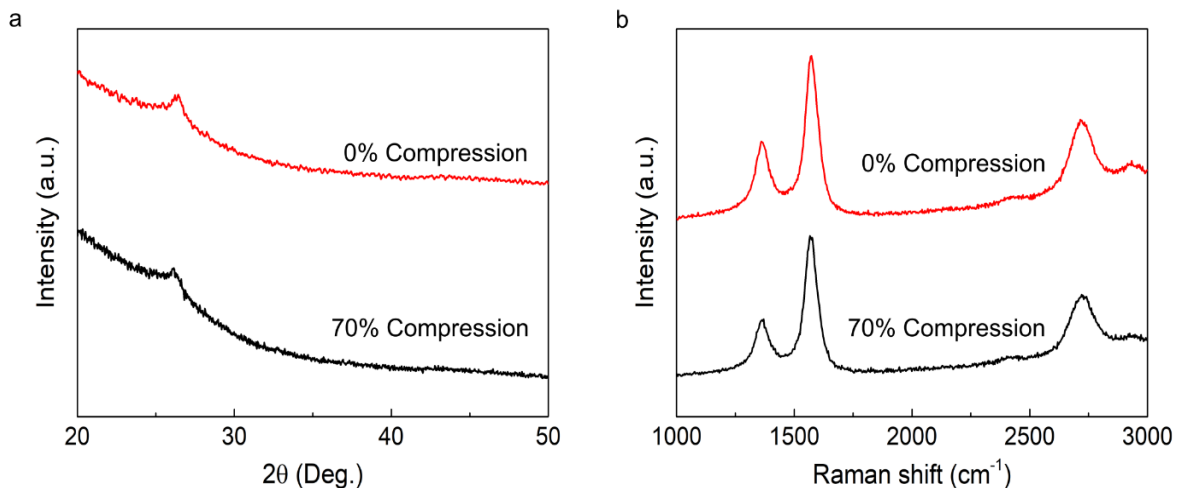 a
Intensity (a.u.)
0% Compression
70% Compression
20
30
40
50
2θ (Deg.)
b
Intensity (a.u.)
0% Compression
70% Compression
1000
1500
2000
2500
3000
Raman shift (cm⁻¹)